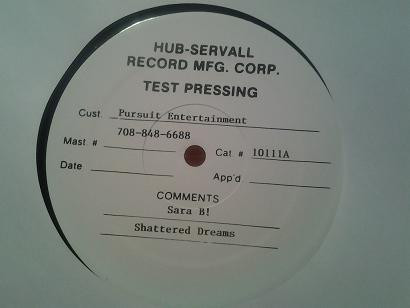 HUB-SERVALL
RECORD MFG. CORP.
TEST PRESSING
Cust. Pursuit Entertainment
708-848-6688
Mast. # Cat. # 10111A
Date App'd
COMMENTS
Sara B!
Shattered Dreams